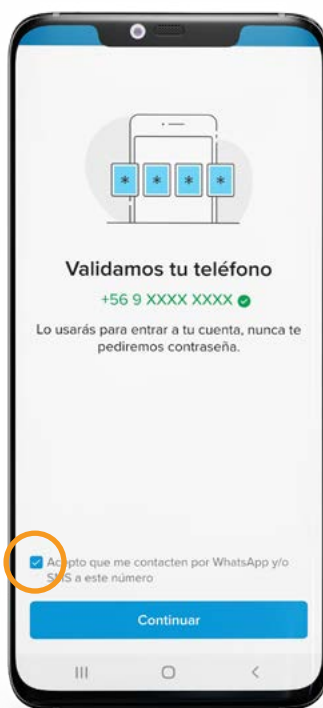 * * * *
Validamos tu teléfono
+56 9 XXXX XXXX
Lo usarás para entrar a tu cuenta, nunca te
pediremos contraseña.
Acepto que me contacten por WhatsApp y/o
SMS a este número
Continuar